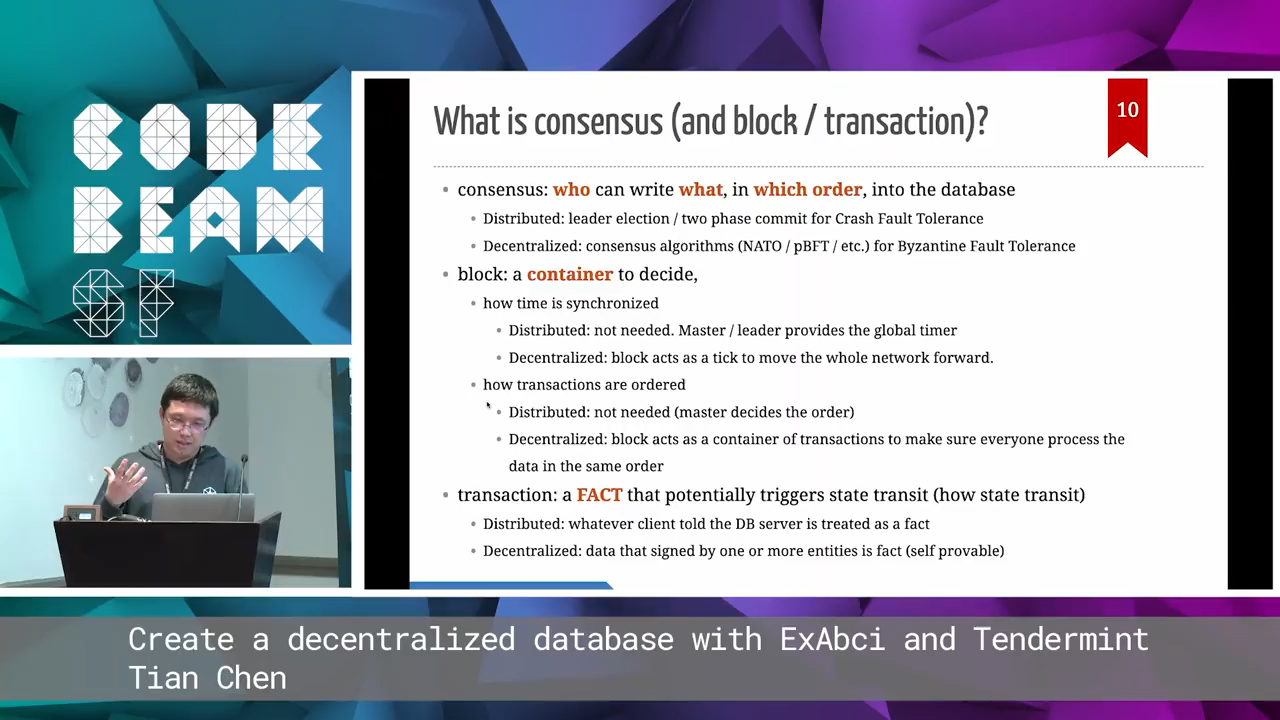 CODE
BEAM
SF
What is consensus (and block / transaction)?
10
• consensus: who can write what, in which order, into the database
• Distributed: leader election / two phase commit for Crash Fault Tolerance
• Decentralized: consensus algorithms (NATO / pBFT / etc.) for Byzantine Fault Tolerance
• block: a container to decide,
• how time is synchronized
• Distributed: not needed. Master / leader provides the global timer
• Decentralized: block acts as a tick to move the whole network forward.
• how transactions are ordered
• Distributed: not needed (master decides the order)
• Decentralized: block acts as a container of transactions to make sure everyone process the
data in the same order
• transaction: a FACT that potentially triggers state transit (how state transit)
• Distributed: whatever client told the DB server is treated as a fact
• Decentralized: data that signed by one or more entities is fact (self provable)
Create a decentralized database with ExAbci and Tendermint
Tian Chen